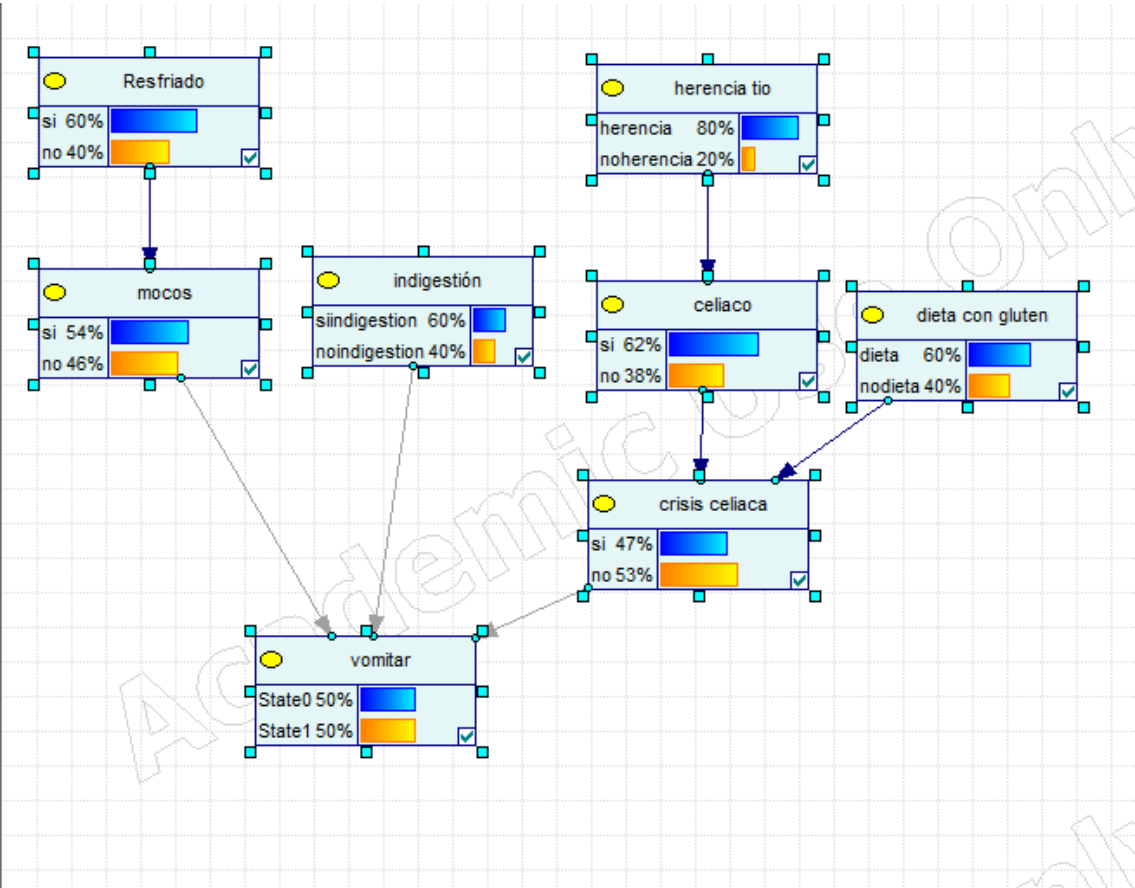 Resfriado
si 60%
no 40%
herencia tio
herencia 80%
noherencia 20%
mocos
si 54%
no 46%
indigestión
siindigestion 60%
noindigestion 40%
celiaco
si 62%
no 38%
dieta con gluten
dieta 60%
nodieta 40%
crisis celiaca
si 47%
no 53%
vomitar
State0 50%
State1 50%
Academic Use Only